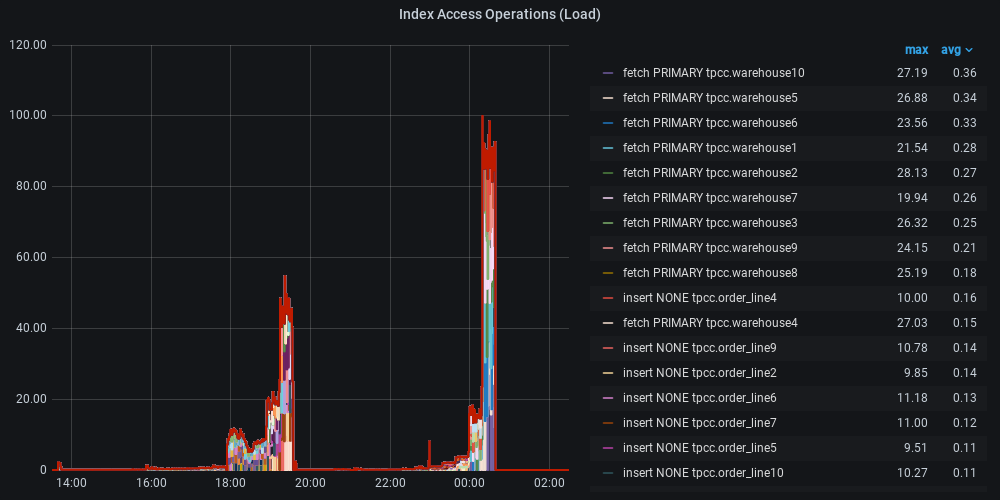 Index Access Operations (Load)
120.00
100.00
80.00
60.00
40.00
20.00
0
14:00 16:00 18:00 20:00 22:00 00:00 02:00
max avg
fetch PRIMARY tpcc.warehouse10 27.19 0.36
fetch PRIMARY tpcc.warehouse5 26.88 0.34
fetch PRIMARY tpcc.warehouse6 23.56 0.33
fetch PRIMARY tpcc.warehouse1 21.54 0.28
fetch PRIMARY tpcc.warehouse2 28.13 0.27
fetch PRIMARY tpcc.warehouse7 19.94 0.26
fetch PRIMARY tpcc.warehouse3 26.32 0.25
fetch PRIMARY tpcc.warehouse9 24.15 0.21
fetch PRIMARY tpcc.warehouse8 25.19 0.18
insert NONE tpcc.order_line4 10.00 0.16
fetch PRIMARY tpcc.warehouse4 27.03 0.15
insert NONE tpcc.order_line9 10.78 0.14
insert NONE tpcc.order_line2 9.85 0.14
insert NONE tpcc.order_line6 11.18 0.13
insert NONE tpcc.order_line7 11.00 0.12
insert NONE tpcc.order_line5 9.51 0.11
insert NONE tpcc.order_line10 10.27 0.11